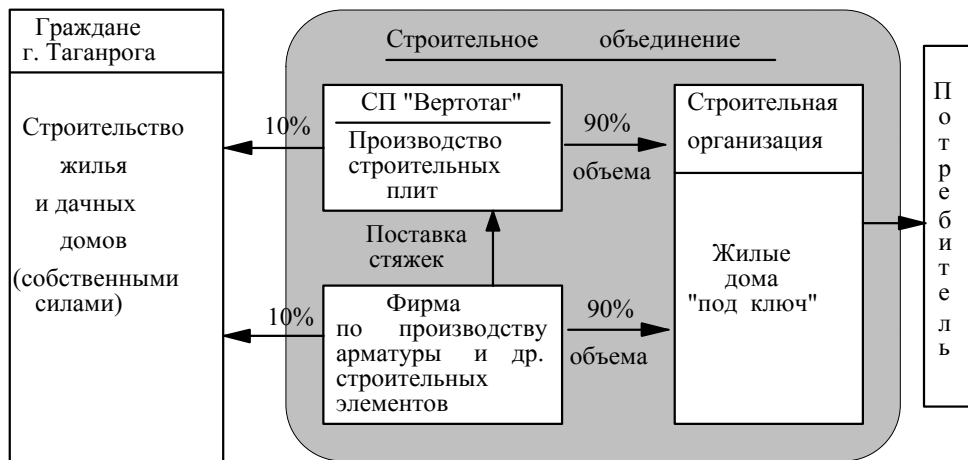 Граждане
г. Таганрога
Строительство
жилья
и дачных
домов
(собственными
силами)
10%
10%
Строительное объединение
СП "Вертотаг"
Производство
строительных
плит
Поставка
стяжек
Фирма
по производству
арматуры и др.
строительных
элементов
90%
объема
90%
объема
Строительная
организация
Жилые
дома
"под ключ"
П
о
т
р
е
б
и
т
е
л
ь